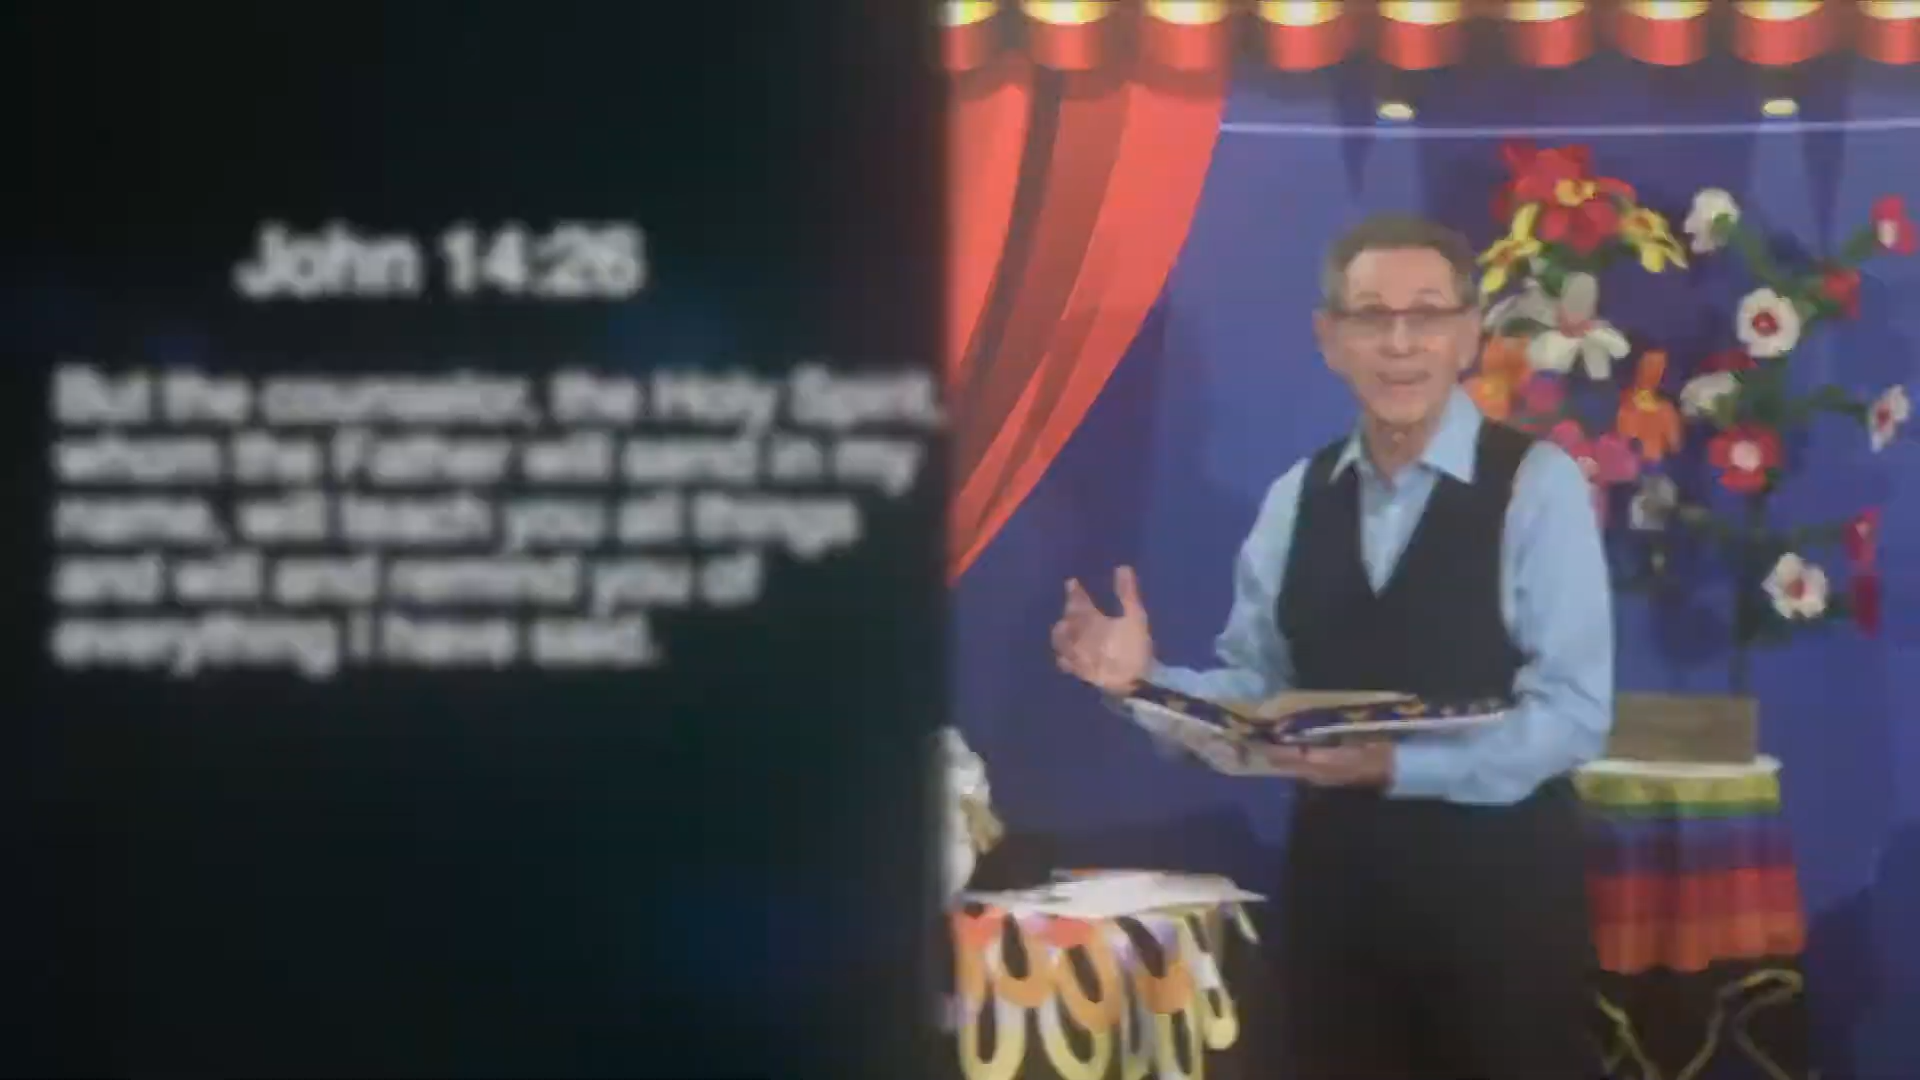 John 14:26
But the counselor, the Holy Spirit,
whom the Father will send in my
name, will teach you all things
and will and remind you of
everything I have said.